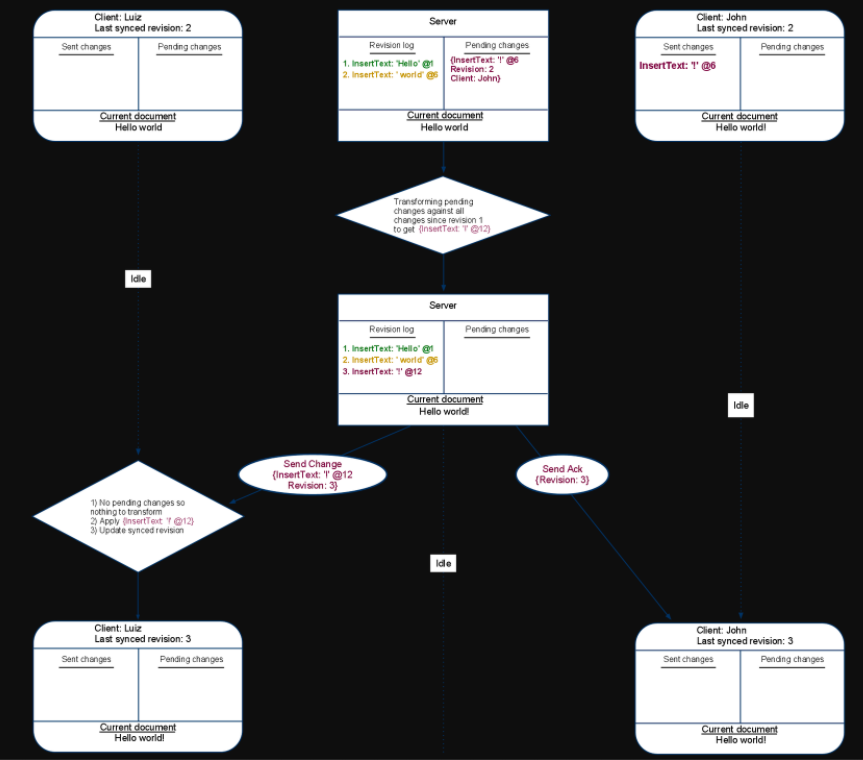 Client: Luiz
Last synced revision: 2
Sent changes
Pending changes
Current document
Hello world
Server
Revision log
1. InsertText: 'Hello' @1
2. InsertText: ' world' @6
Pending changes
{InsertText: '!' @6
Revision: 2
Client: John}
Current document
Hello world
Client: John
Last synced revision: 2
Sent changes
InsertText: '!' @6
Pending changes
Current document
Hello world!
Transforming pending
changes against all
changes since revision 1
to get {InsertText: '!' @12}
Idle
Server
Revision log
1. InsertText: 'Hello' @1
2. InsertText: ' world' @6
3. InsertText: '!' @12
Pending changes
Current document
Hello world!
Idle
Send Change
{InsertText: '!' @12
Revision: 3}
Send Ack
{Revision: 3}
1) No pending changes so
nothing to transform
2) Apply {InsertText: '!' @12}
3) Update synced revision
Idle
Client: Luiz
Last synced revision: 3
Sent changes
Pending changes
Current document
Hello world!
Client: John
Last synced revision: 3
Sent changes
Pending changes
Current document
Hello world!